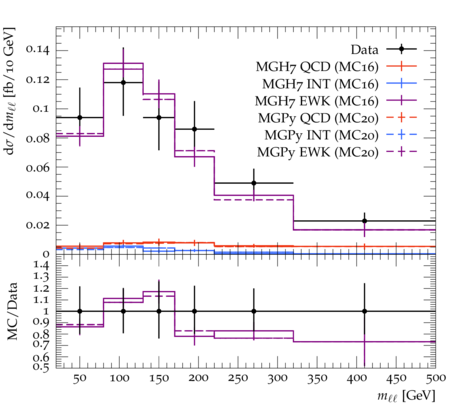 dσ/dmℓℓ [fb/10 GeV]
0.14
0.12
0.1
0.08
0.06
0.04
0.02
0
Data
MGH7 QCD (MC16)
MGH7 INT (MC16)
MGH7 EWK (MC16)
MGPy QCD (MC20)
MGPy INT (MC20)
MGPy EWK (MC20)
MC/Data
1.4
1.3
1.2
1.1
1
0.9
0.8
0.7
0.6
0.5
50 100 150 200 250 300 350 400 450 500
mℓℓ [GeV]